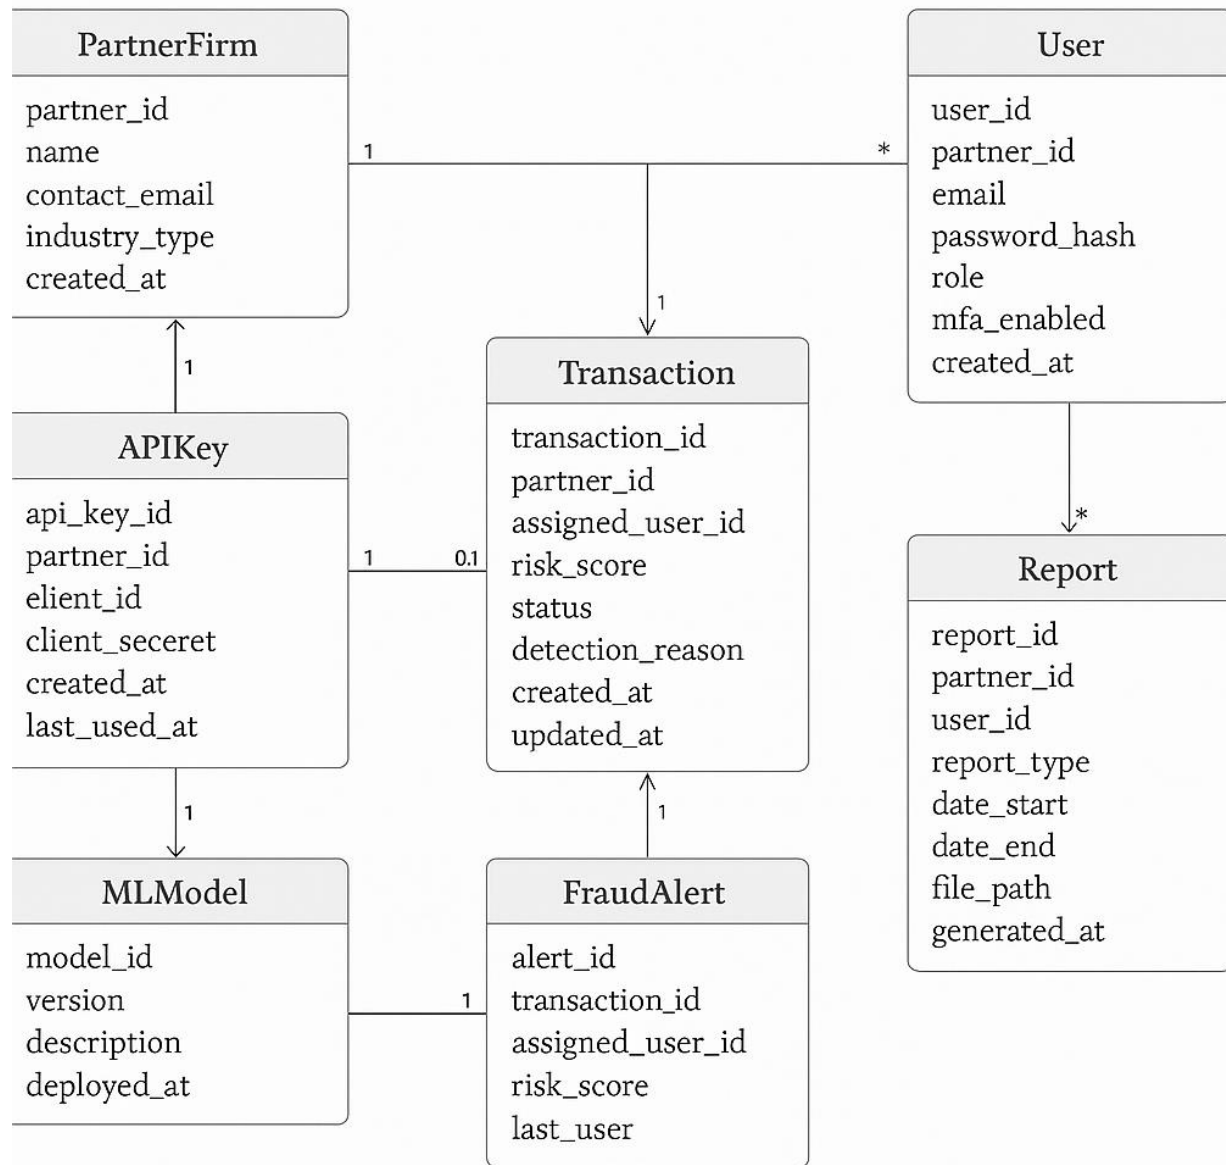 PartnerFirm
partner_id
name
contact_email
industry_type
created_at
1
*
User
user_id
partner_id
email
password_hash
role
mfa_enabled
created_at
1
1
Transaction
transaction_id
partner_id
assigned_user_id
risk_score
status
detection_reason
created_at
updated_at
APIKey
api_key_id
partner_id
elient_id
client_seceret
created_at
last_used_at
1
0.1
*
Report
report_id
partner_id
user_id
report_type
date_start
date_end
file_path
generated_at
1
1
MLModel
model_id
version
description
deployed_at
1
FraudAlert
alert_id
transaction_id
assigned_user_id
risk_score
last_user